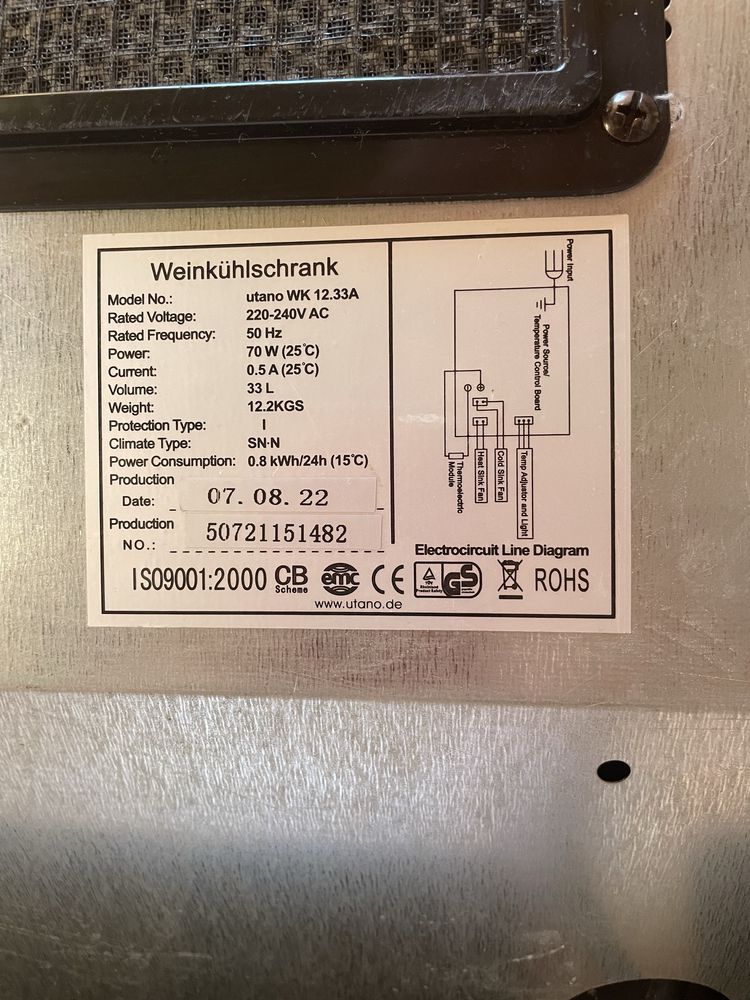 Weinkühlschrank
Model No.: utano WK 12.33A
Rated Voltage: 220-240V AC
Rated Frequency: 50 Hz
Power: 70 W (25℃)
Current: 0.5 A (25℃)
Volume: 33 L
Weight: 12.2KGS
Protection Type: I
Climate Type: SN·N
Power Consumption: 0.8 kWh/24h (15℃)
Production
Date: 07. 08. 22
Production
NO.: 50721151482
Power Input
Power Source/
Temperature Control Board
Thermoelectric
Module
Heat Sink Fan
Cold Sink Fan
Temp Adjustor and Light
Electrocircuit Line Diagram
ISO9001:2000 CB Scheme emc CE GS ROHS
www.utano.de